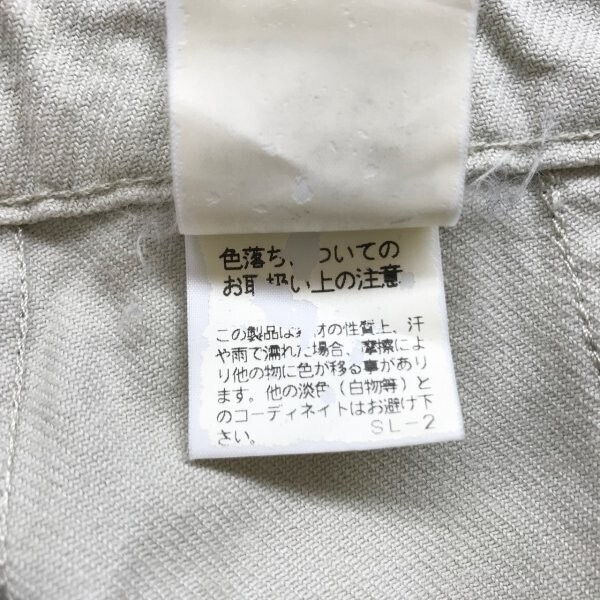 色落ち、ついての
お取扱い上の注意
この製品は素材の性質上、汗
や雨で濡れた場合、摩擦によ
り他の物に色が移る事があり
ます。他の淡色（白物等）と
のコーディネイトはお避け下
さい。
SL-2